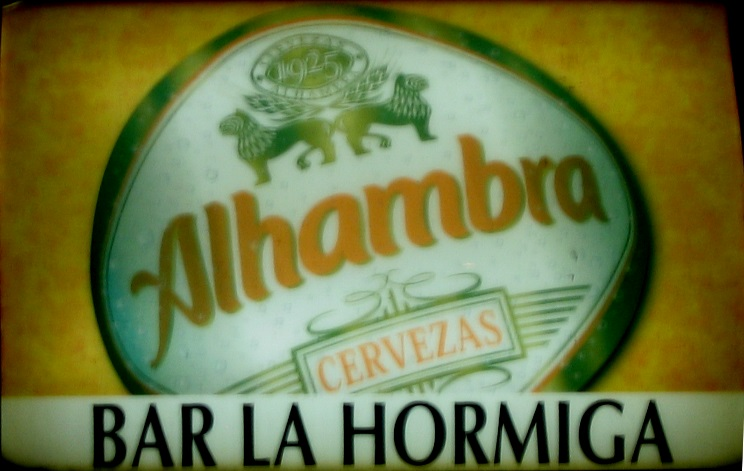 1925
Alhambra
CERVEZAS
BAR LA HORMIGA